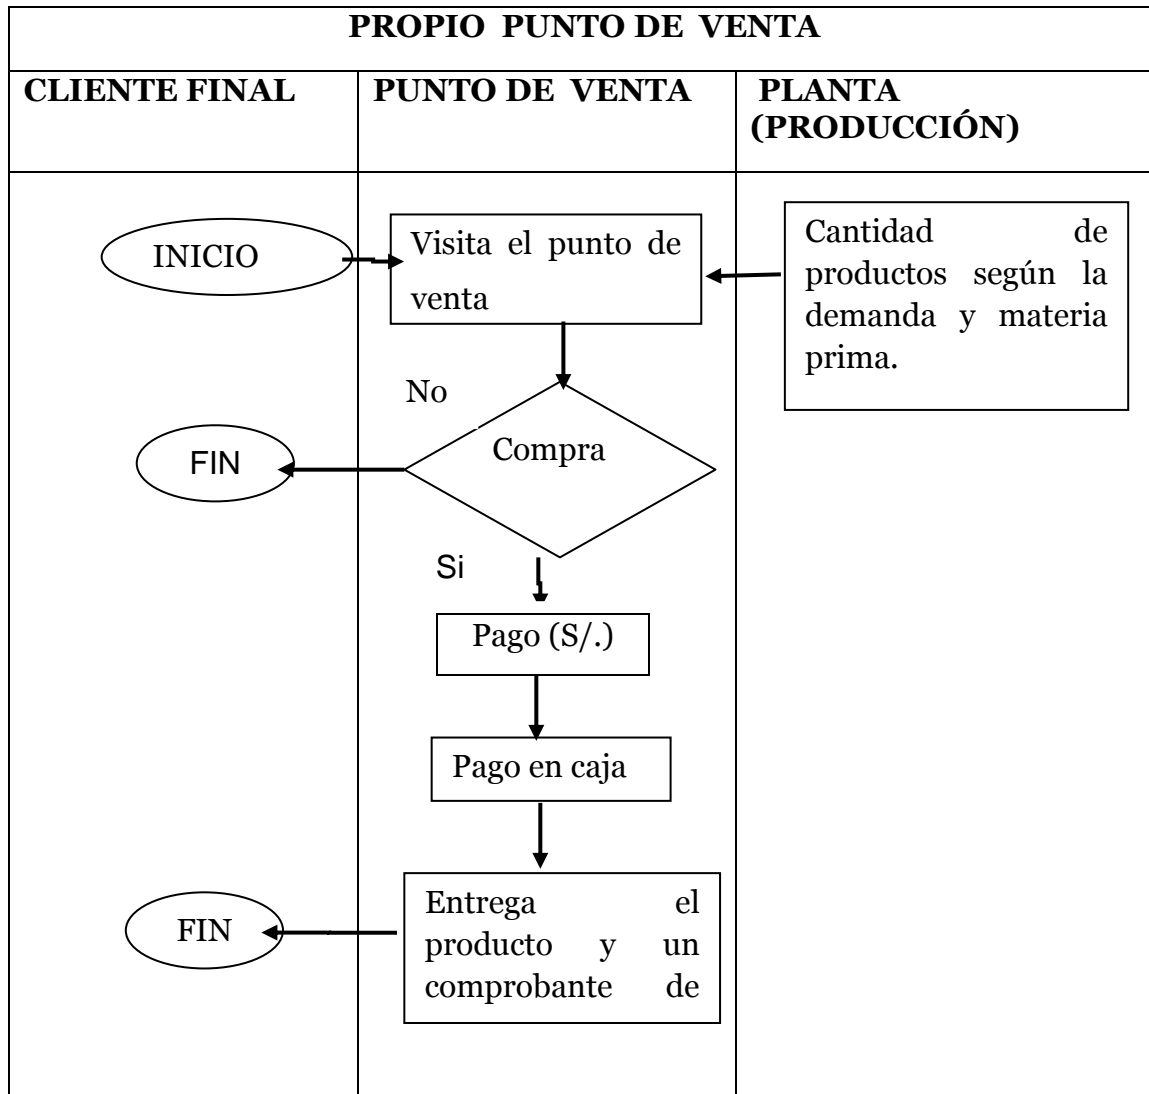 PROPIO PUNTO DE VENTA
CLIENTE FINAL
PUNTO DE VENTA
PLANTA
(PRODUCCIÓN)
INICIO
Visita el punto de
venta
Cantidad de
productos según la
demanda y materia
prima.
No
Compra
FIN
Si
Pago (S/.)
Pago en caja
Entrega el
producto y un
comprobante de
FIN